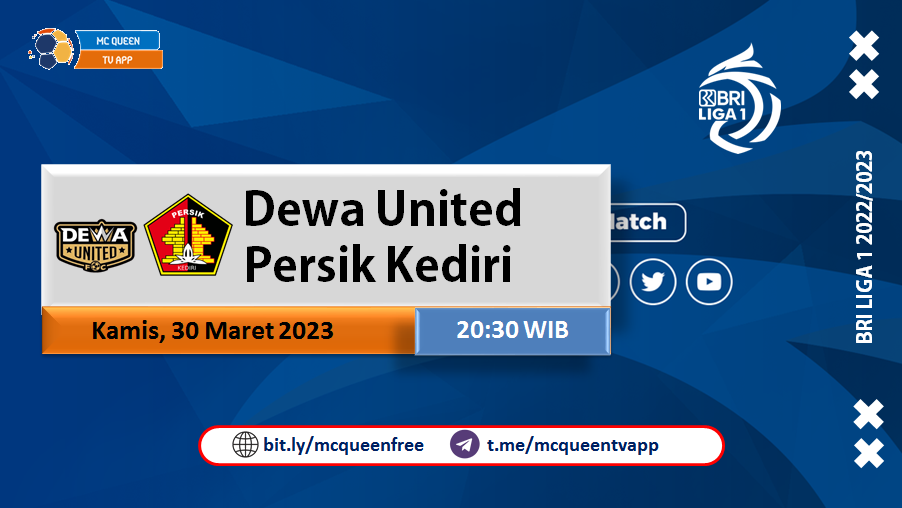 MC QUEEN
TV APP
BRI
LIGA 1
BRI LIGA 1 2022/2023
DEWA
UNITED
FC
PERSIK
KEDIRI
Dewa United
Persik Kediri
Kamis, 30 Maret 2023
20:30 WIB
bit.ly/mcqueenfree
t.me/mcqueentvapp